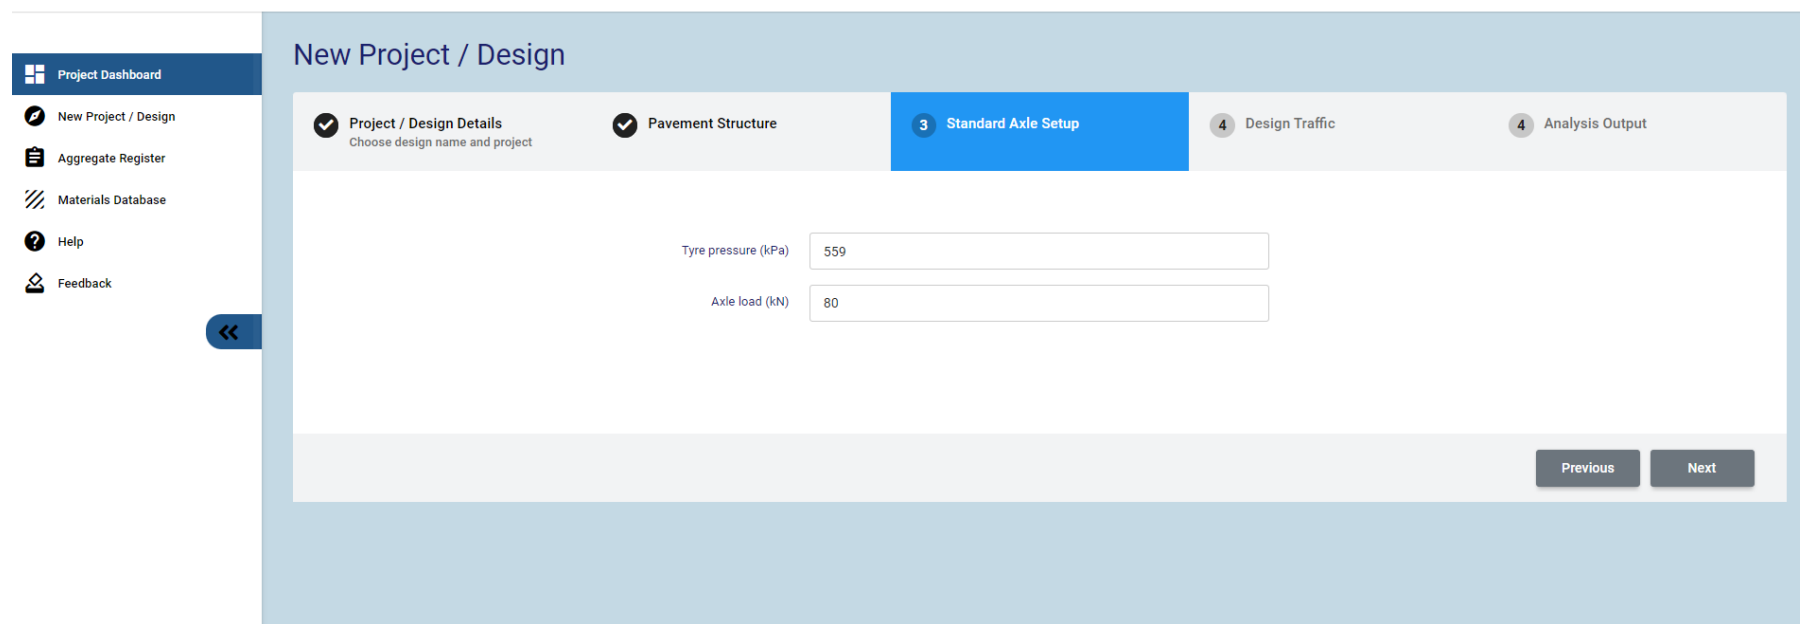 Project Dashboard
New Project / Design
Aggregate Register
Materials Database
Help
Feedback
New Project / Design
Project / Design Details
Choose design name and project
Pavement Structure
3 Standard Axle Setup
4 Design Traffic
4 Analysis Output
Tyre pressure (kPa) 559
Axle load (kN) 80
Previous Next